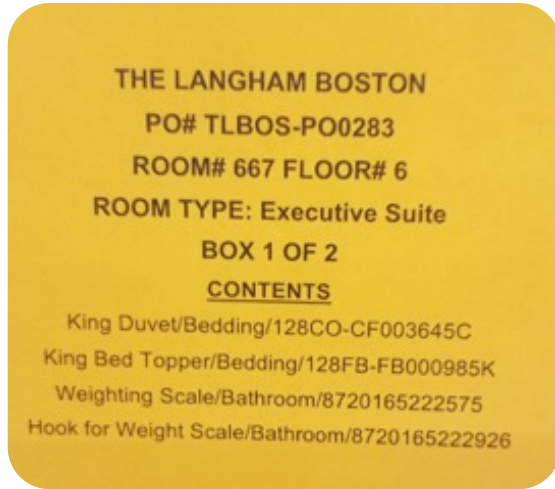 THE LANGHAM BOSTON
PO# TLBOS-PO0283
ROOM# 667 FLOOR# 6
ROOM TYPE: Executive Suite
BOX 1 OF 2
CONTENTS
King Duvet/Bedding/128CO-CF003645C
King Bed Topper/Bedding/128FB-FB000985K
Weighting Scale/Bathroom/8720165222575
Hook for Weight Scale/Bathroom/8720165222926